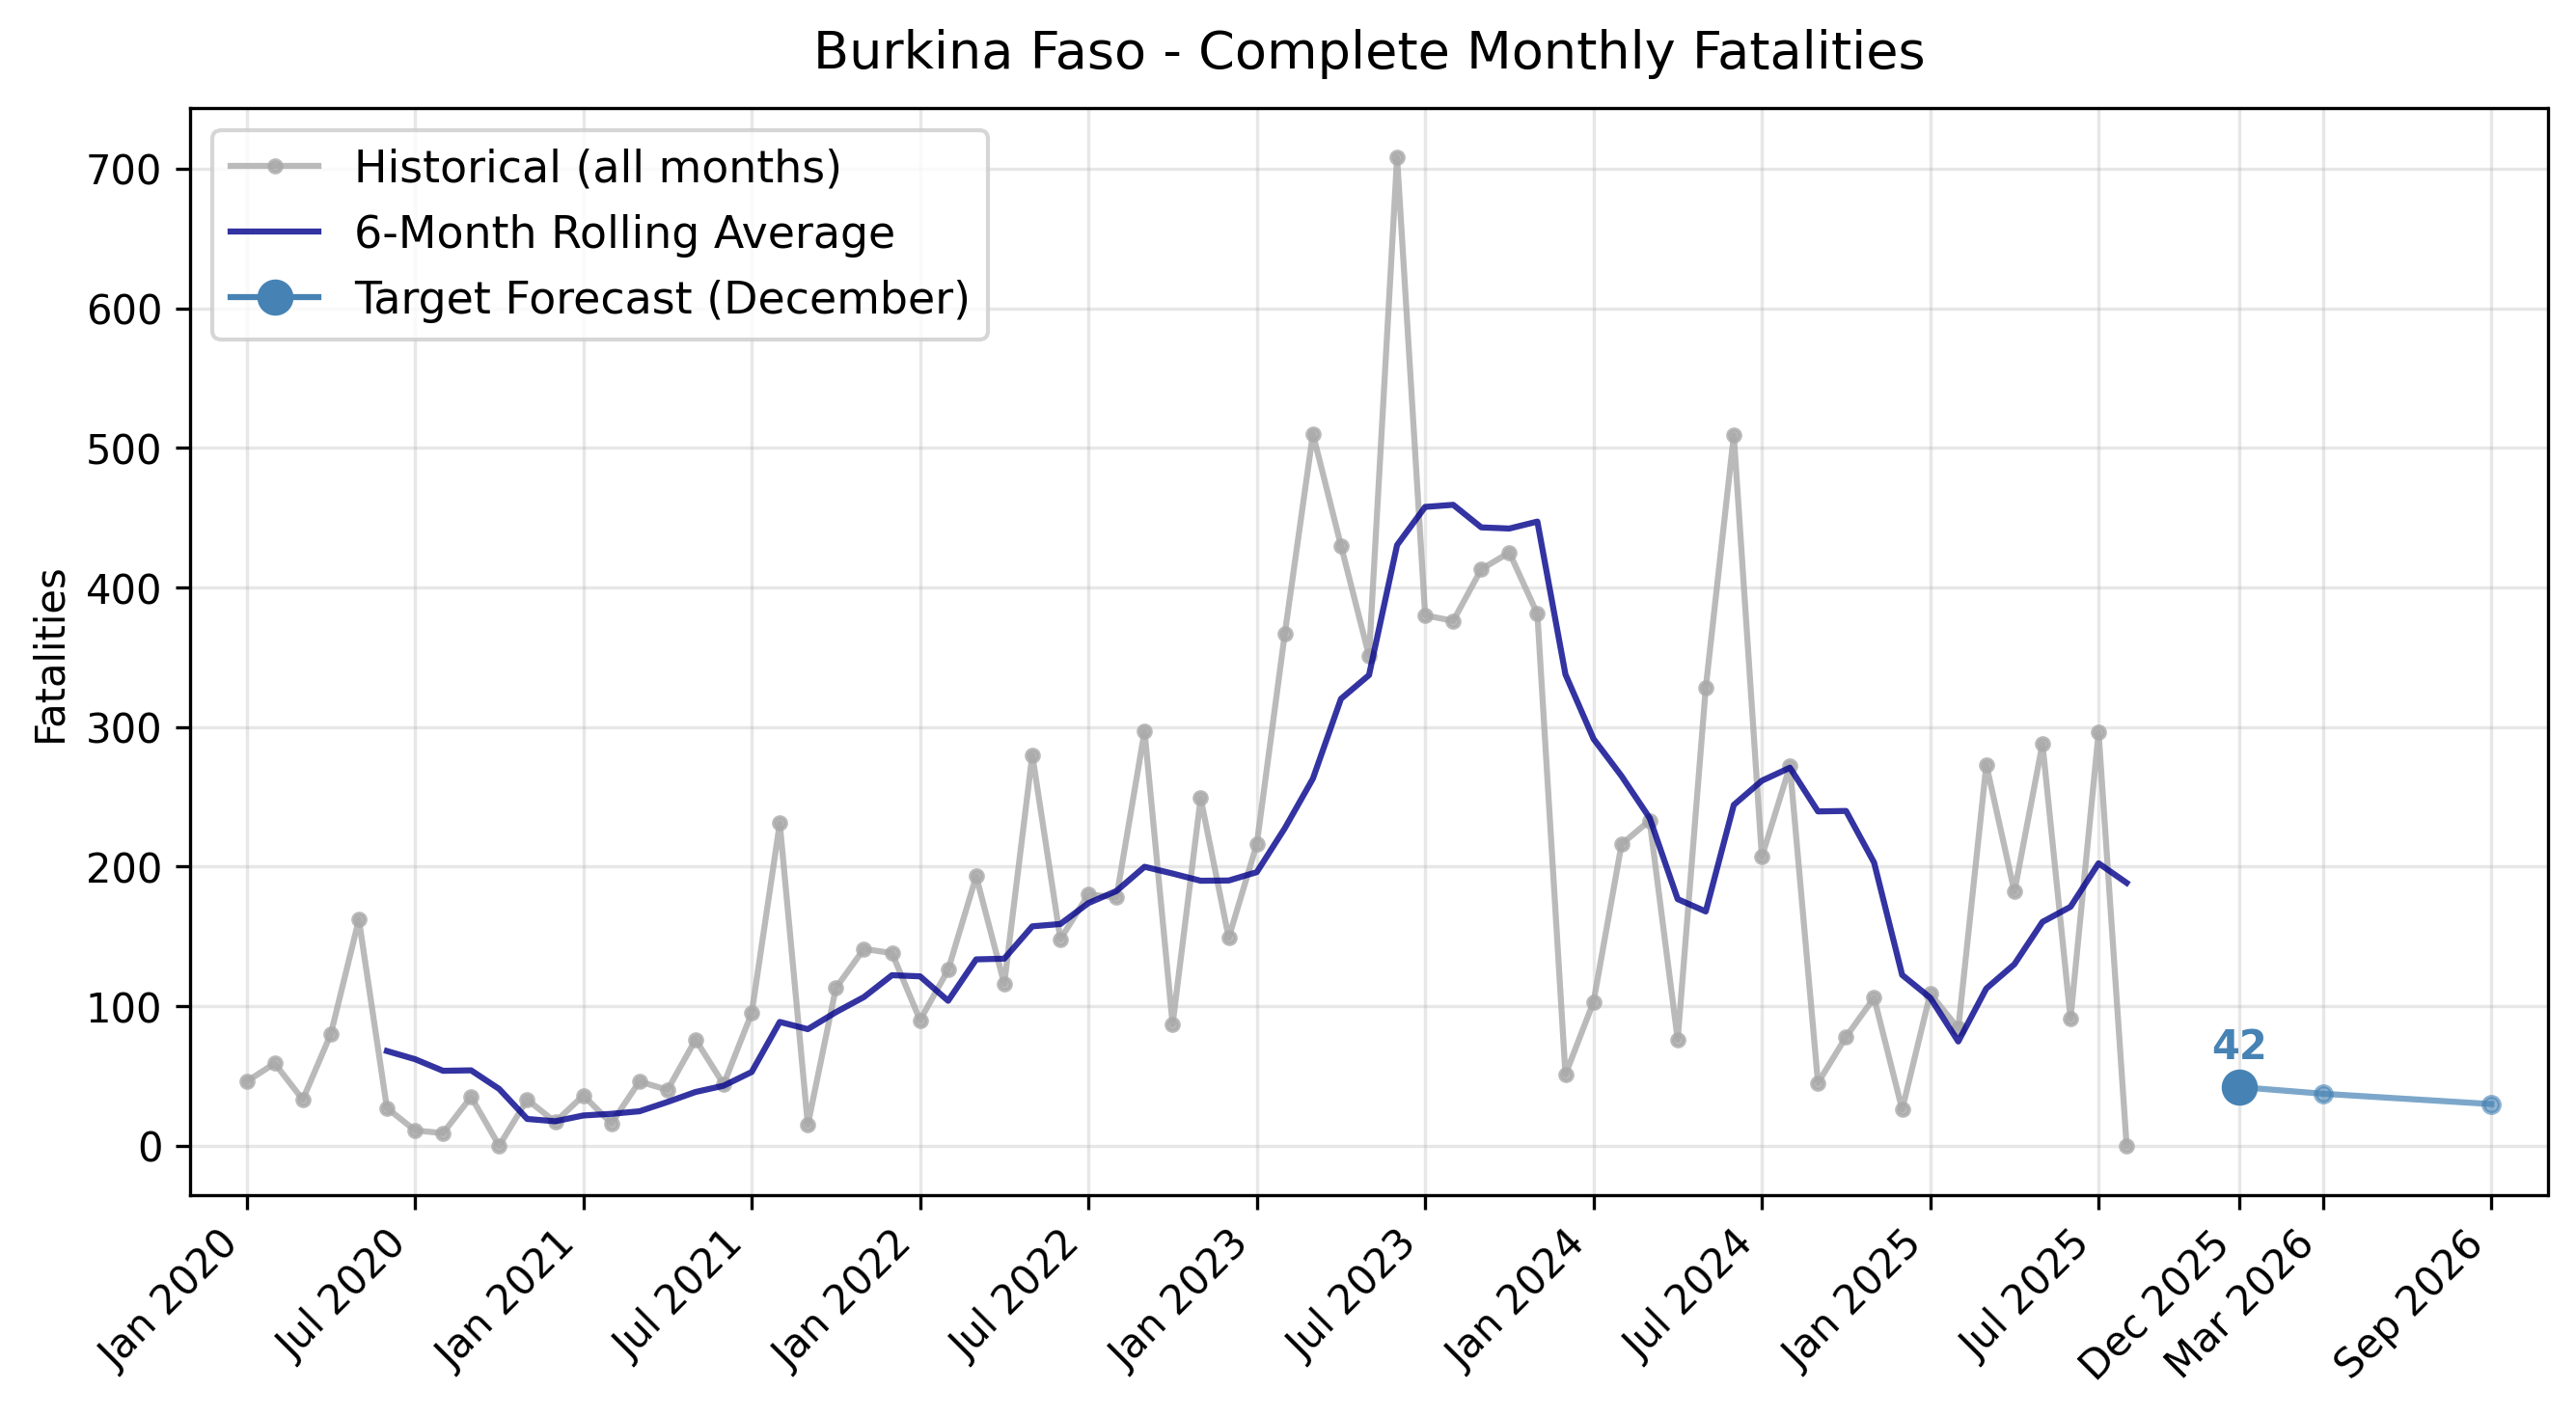 Burkina Faso - Complete Monthly Fatalities
Historical (all months)
6-Month Rolling Average
Target Forecast (December)
Fatalities
700
600
500
400
300
200
100
0
42
Jan 2020
Jul 2020
Jan 2021
Jul 2021
Jan 2022
Jul 2022
Jan 2023
Jul 2023
Jan 2024
Jul 2024
Jan 2025
Jul 2025
Dec 2025
Mar 2026
Sep 2026